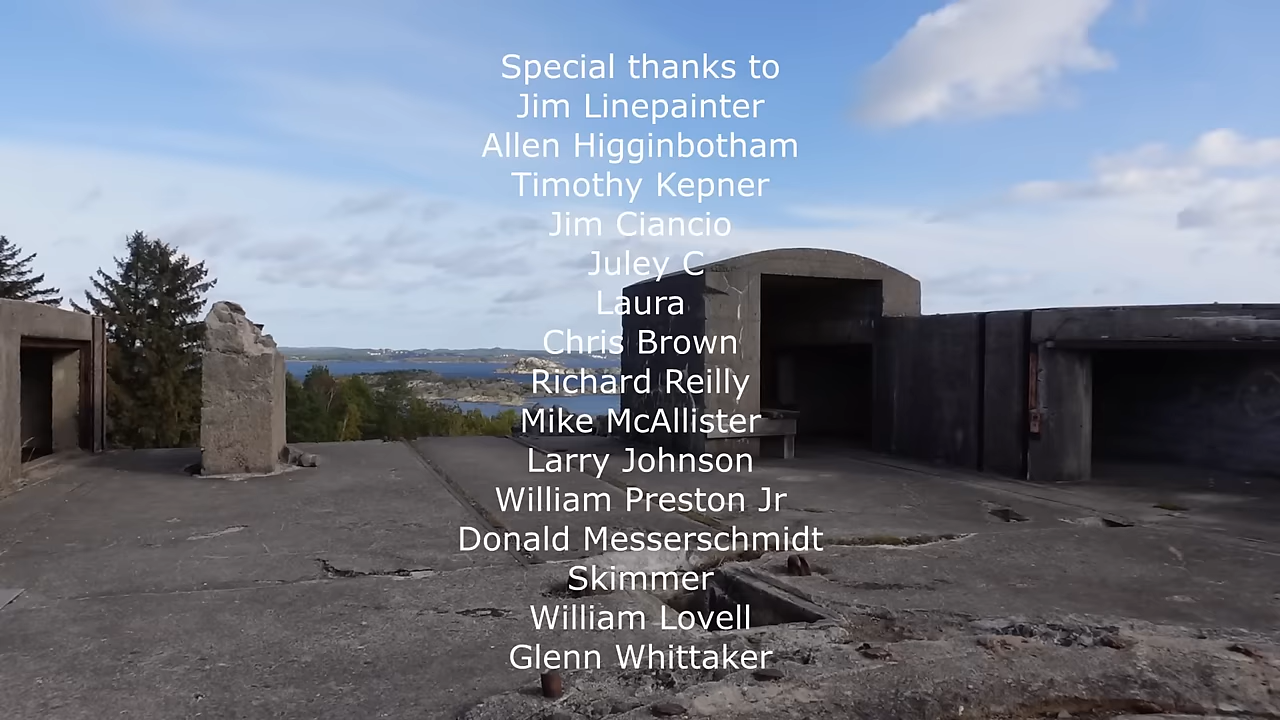 Special thanks to
Jim Linepainter
Allen Higginbotham
Timothy Kepner
Jim Ciancio
Juley C
Laura
Chris Brown
Richard Reilly
Mike McAllister
Larry Johnson
William Preston Jr
Donald Messerschmidt
Skimmer
William Lovell
Glenn Whittaker